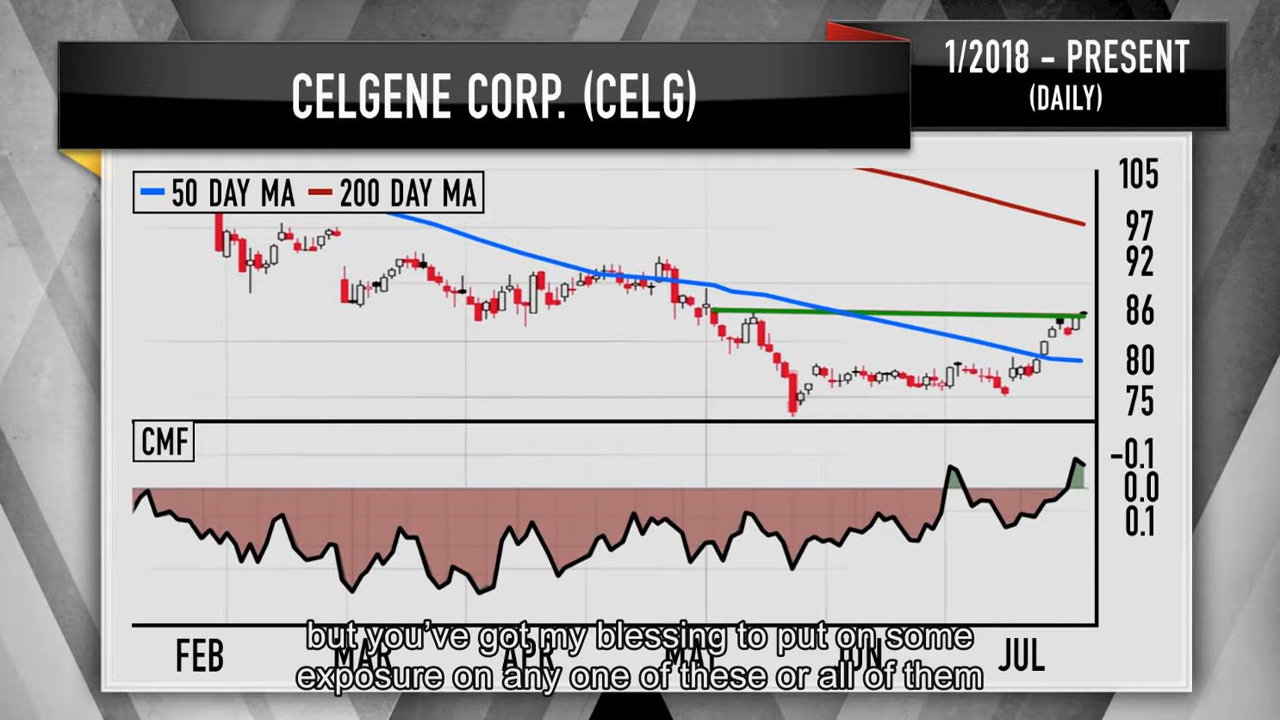 CELGENE CORP. (CELG)
1/2018 - PRESENT
(DAILY)
50 DAY MA
200 DAY MA
105
97
92
86
80
75
CMF
-0.1
0.0
0.1
FEB
MAR
APR
MAY
JUN
JUL
but you've got my blessing to put on some
exposure on any one of these or all of them